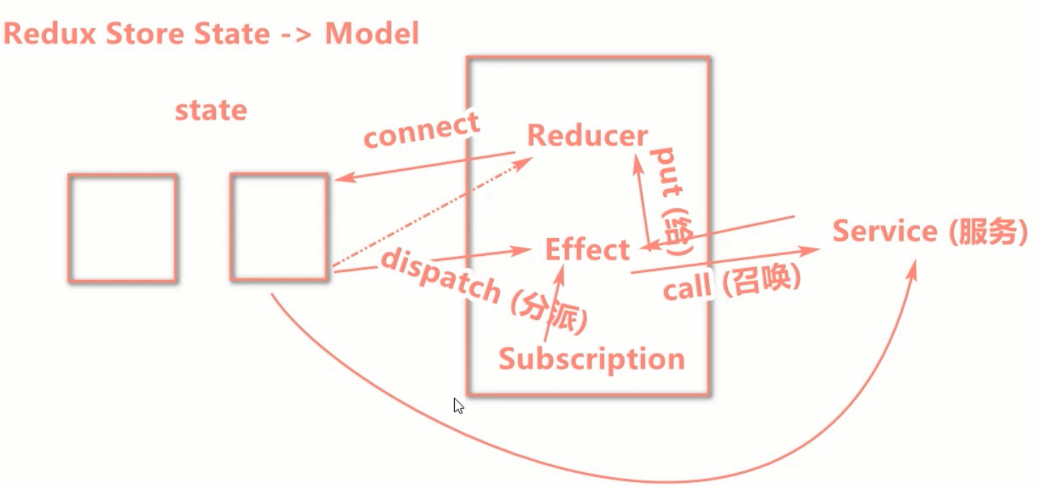 Redux Store State -> Model
state
connect
Reducer
put (给)
Effect
Service (服务)
dispatch (分派)
call (召唤)
Subscription